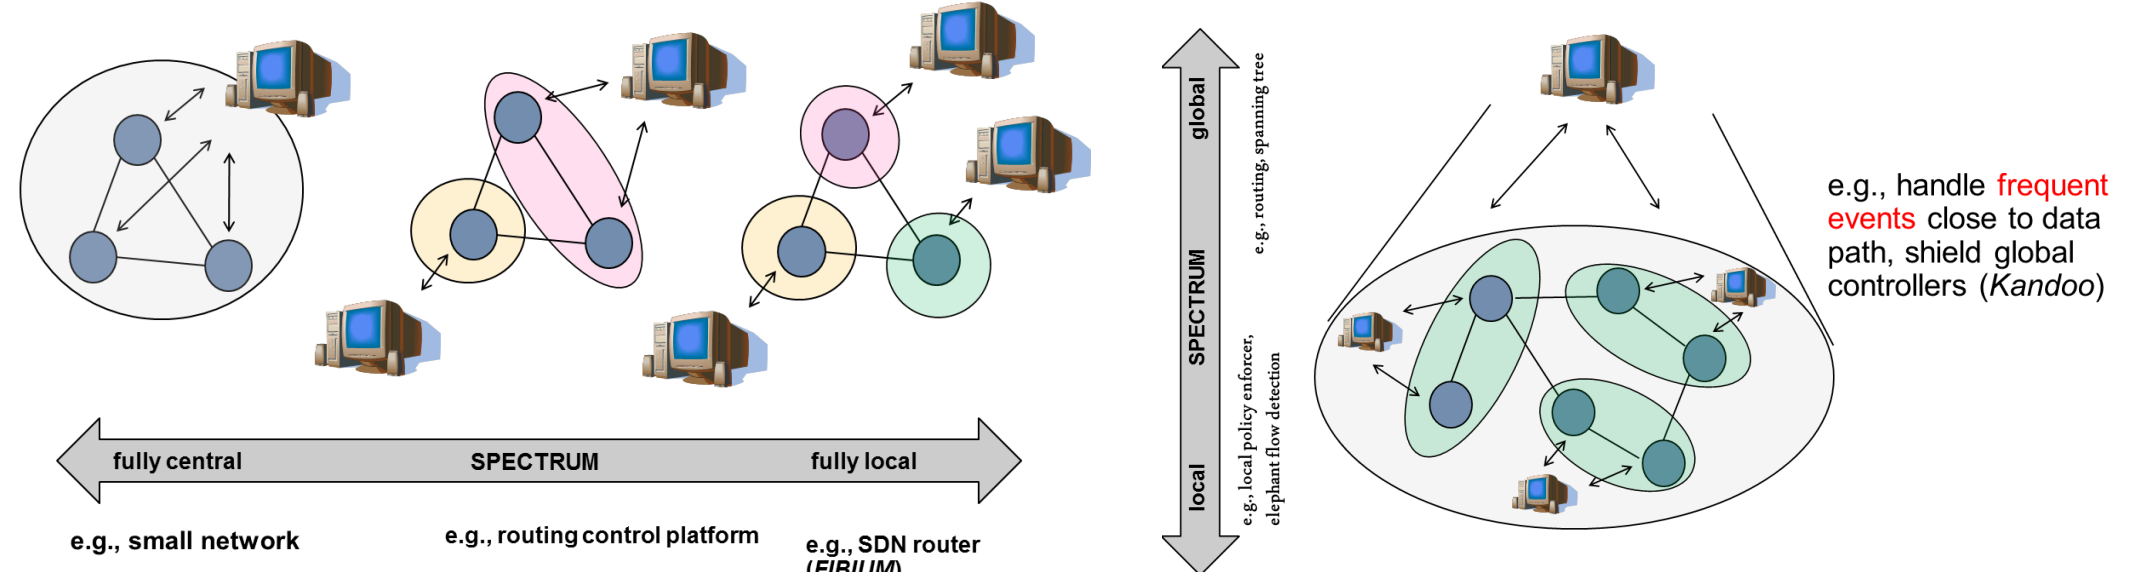 fully central
SPECTRUM
fully local
e.g., small network
e.g., routing control platform
e.g., SDN router
(FIBIUM)
global
SPECTRUM
local
e.g., routing, spanning tree
e.g., local policy enforcer,
elephant flow detection
e.g., handle frequent
events close to data
path, shield global
controllers (Kandoo)